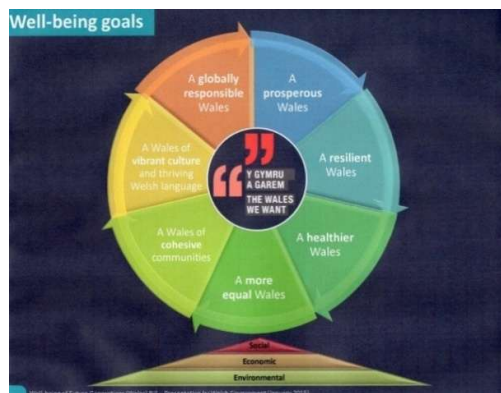 Well-being goals
A globally
responsible
Wales
A
prosperous
Wales
A resilient
Wales
A healthier
Wales
A more
equal Wales
A Wales of
cohesive
communities
A Wales of
vibrant culture
and thriving
Welsh language
Y GYMRU
A GAREM
THE WALES
WE WANT
Social
Economic
Environmental